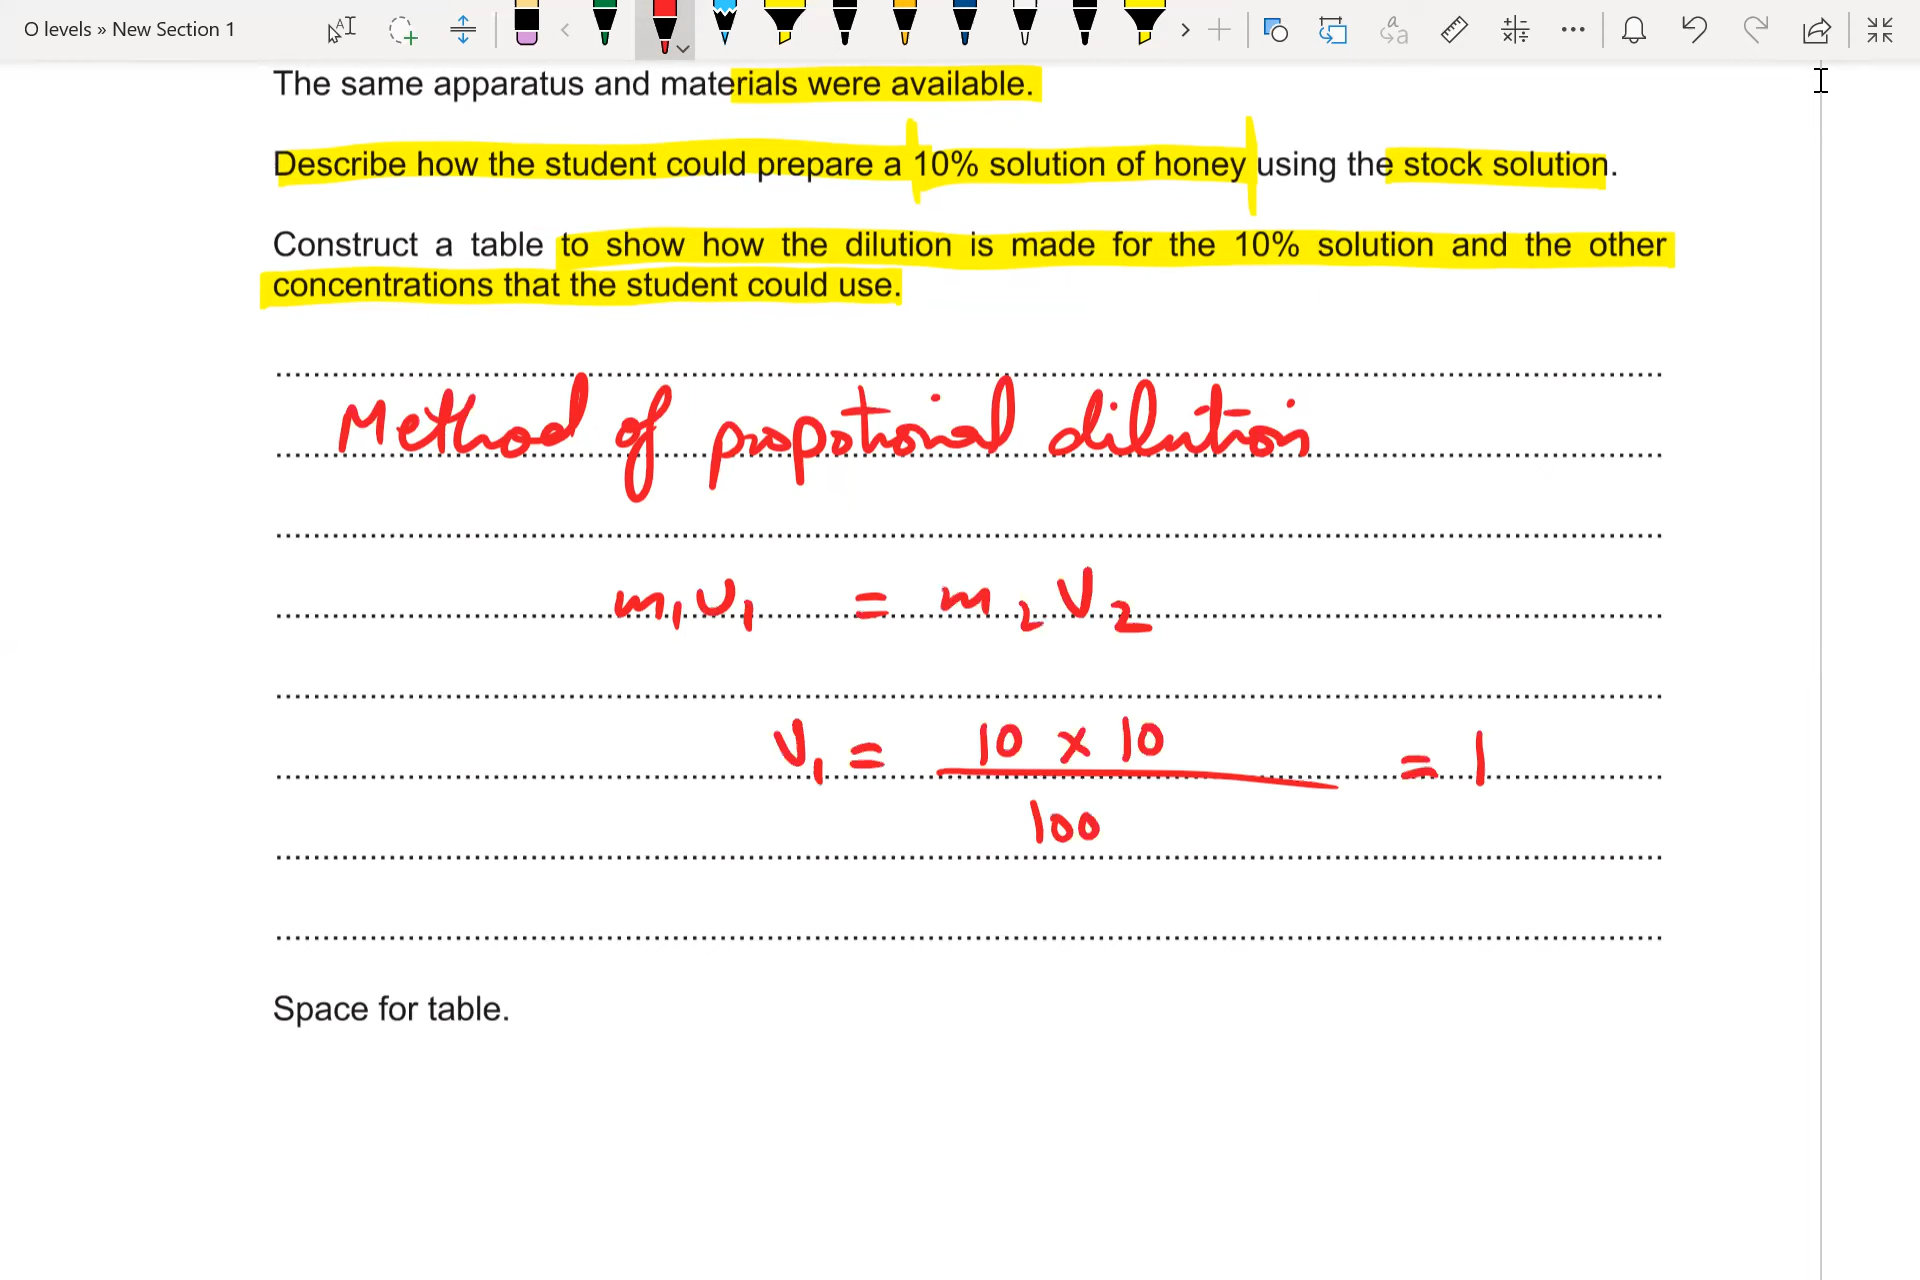 O levels » New Section 1
The same apparatus and materials were available.
Describe how the student could prepare a 10% solution of honey using the stock solution.
Construct a table to show how the dilution is made for the 10% solution and the other
concentrations that the student could use.
Method of propotional dilution
m₁v₁ = m₂V₂
V₁ = 10 x 10 / 100 = 1
Space for table.